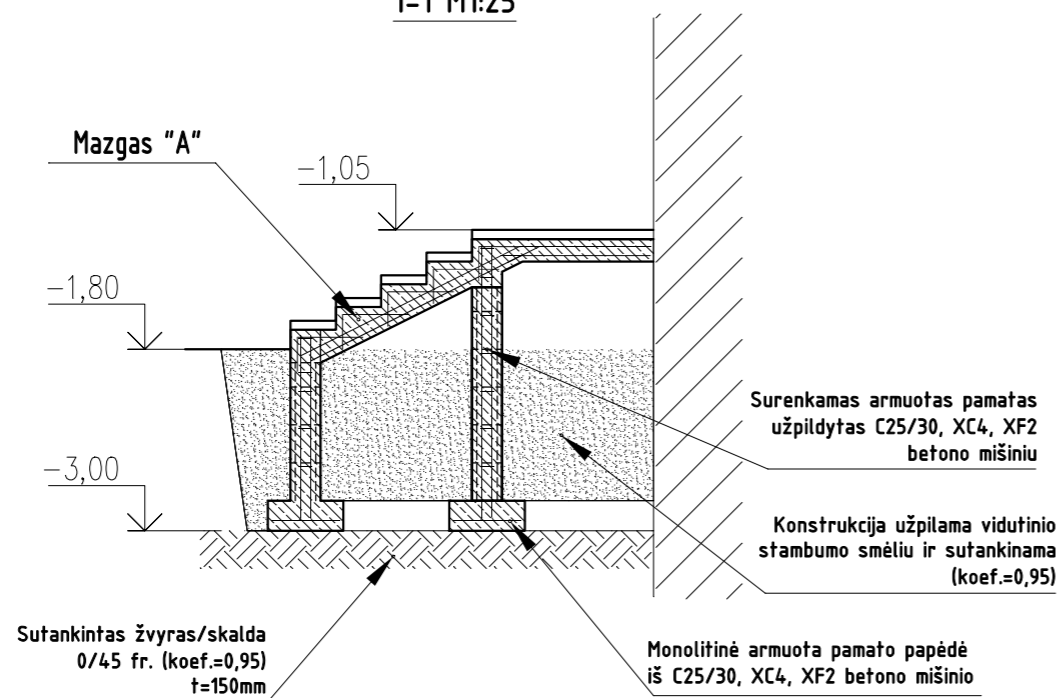 1-1 M1:25
Mazgas "A"
-1,05
-1,80
-3,00
Surenkamas armuotas pamatas
užpildytas C25/30, XC4, XF2
betono mišiniu
Konstrukcija užpilama vidutinio
stambumo smėliu ir sutankinama
(koef.=0,95)
Sutankintas žvyras/skalda
0/45 fr. (koef.=0,95)
t=150mm
Monolitinė armuota pamato papėdė
iš C25/30, XC4, XF2 betono mišinio